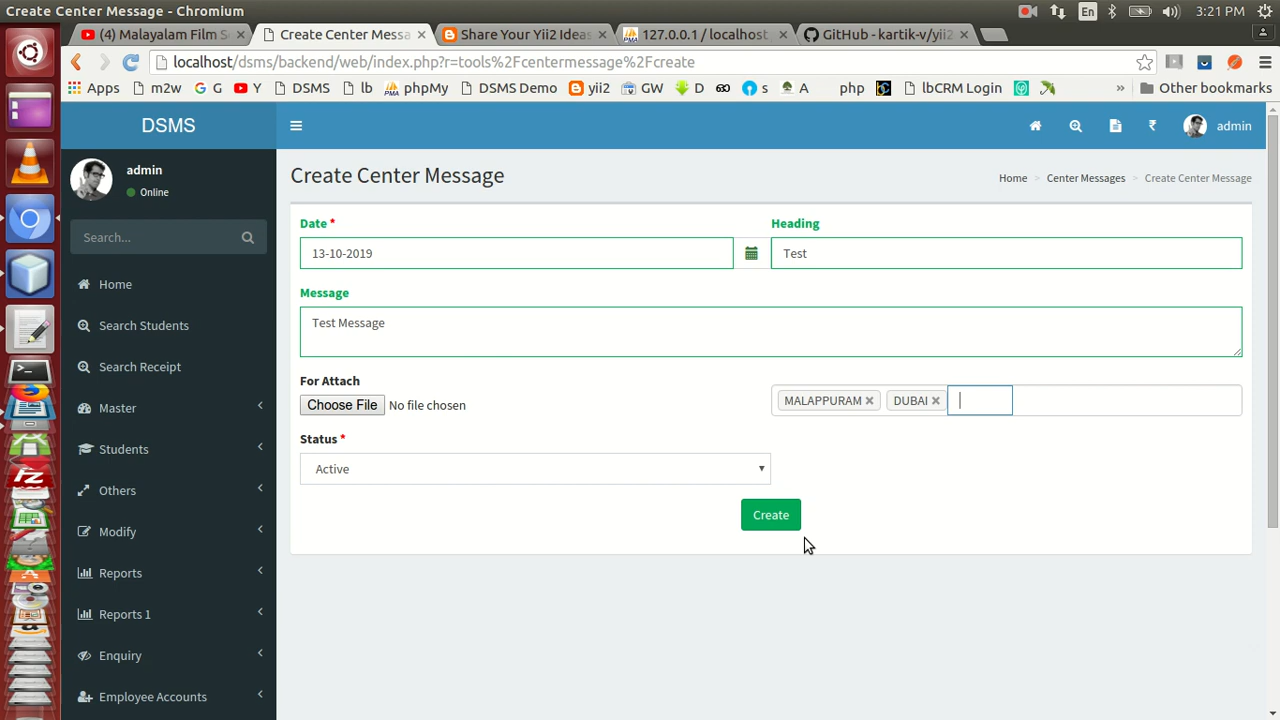 Create Center Message - Chromium
En
3:21 PM
(4) Malayalam Film S
Create Center Messa
Share Your Yii2 Ideas
127.0.0.1 / localhost
GitHub - kartik-v/yii2
localhost/dsms/backend/web/index.php?r=tools%2Fcentermessage%2Fcreate
Apps
m2w
G
Y
DSMS
lb
phpMy
DSMS Demo
yii2
GW
D
s
A
php
lbCRM Login
»
Other bookmarks
DSMS
admin
admin
Online
Search...
Home
Search Students
Search Receipt
Master
Students
Others
Modify
Reports
Reports 1
Enquiry
Employee Accounts
Create Center Message
Home > Center Messages > Create Center Message
Date *
Heading
13-10-2019
Test
Message
Test Message
For Attach
Choose File No file chosen
MALAPPURAM × DUBAI ×
Status *
Active
Create